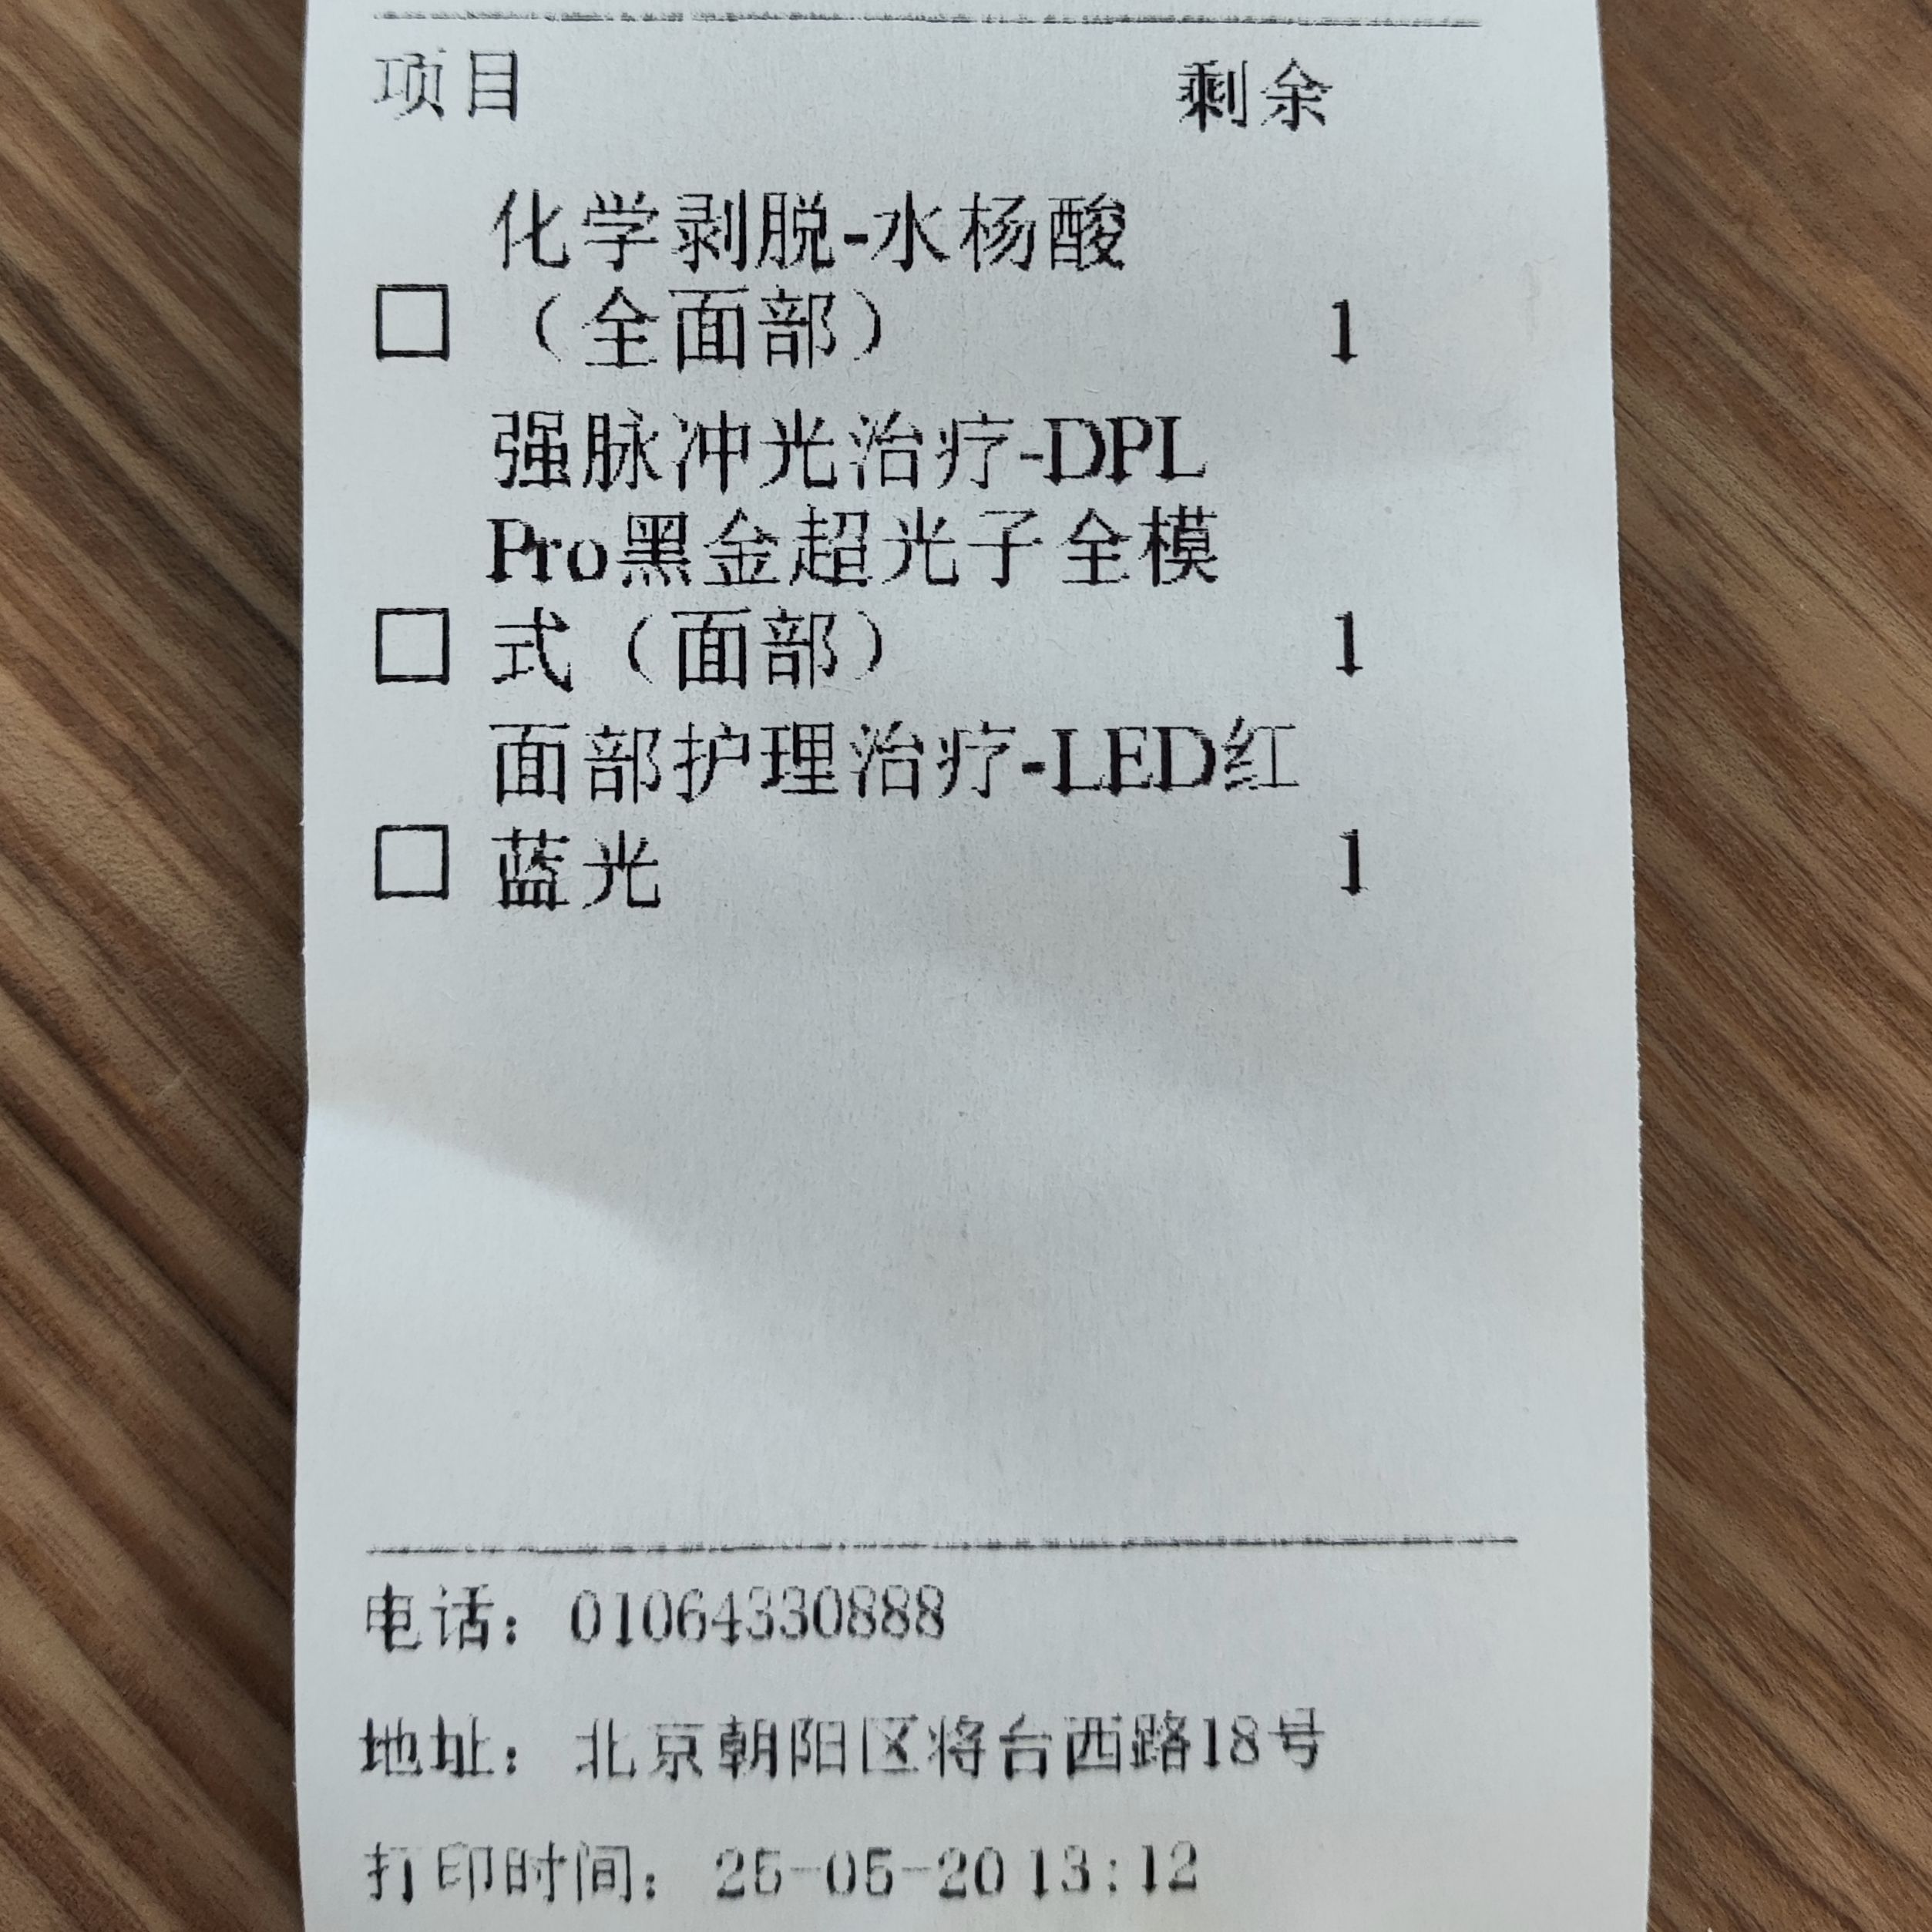 项目 剩余
化学剥脱-水杨酸
（全面部） 1
强脉冲光治疗-DPL
Pro黑金超光子全模
式（面部） 1
面部护理治疗-LED红
蓝光 1
电话：01064330888
地址：北京朝阳区将台西路18号
打印时间：25-05-20 13:12